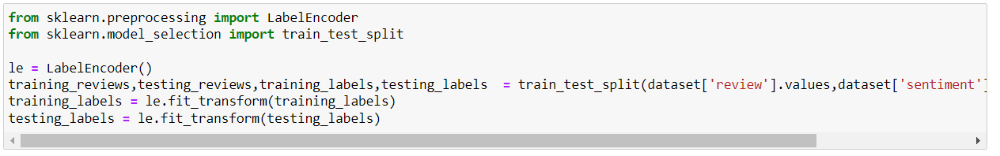 from sklearn.preprocessing import LabelEncoder
from sklearn.model_selection import train_test_split
le = LabelEncoder()
training_reviews,testing_reviews,training_labels,testing_labels  = train_test_split(dataset['review'].values,dataset['sentiment']
training_labels = le.fit_transform(training_labels)
testing_labels = le.fit_transform(testing_labels)